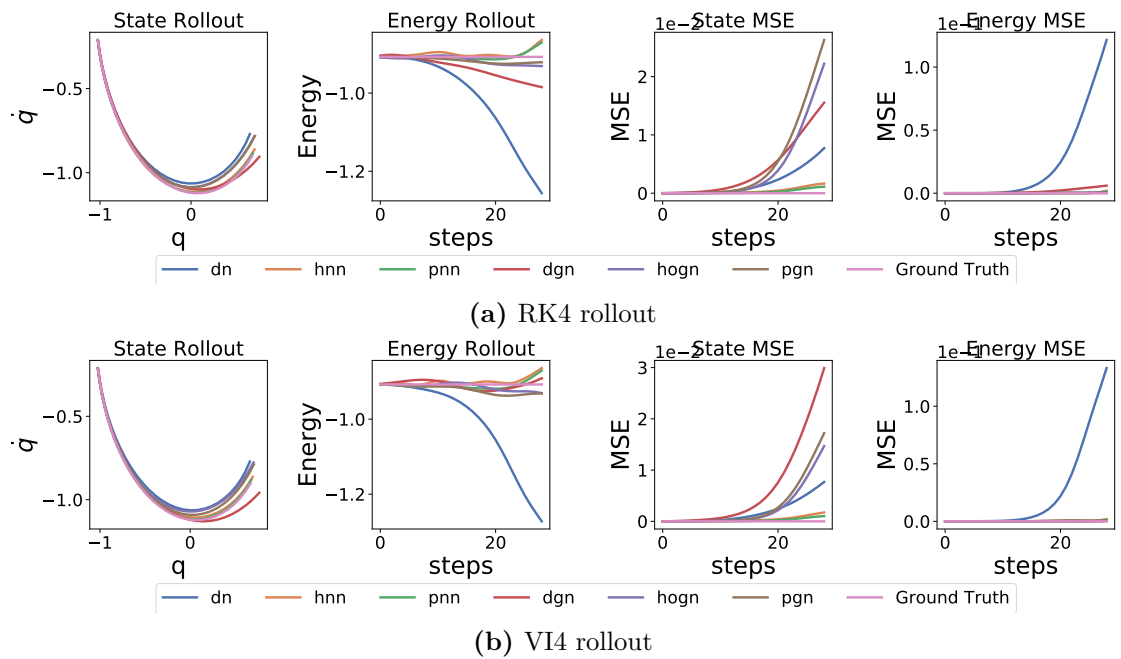 State Rollout Energy Rollout State MSE Energy MSE
1e−2 1e−1
q̇ −0.5 −1.0 −1 0 q
Energy −1.0 −1.2 0 20 steps
MSE 2 1 0 0 20 steps
MSE 1.0 0.5 0.0 0 20 steps
dn hnn pnn dgn hogn pgn Ground Truth
(a) RK4 rollout
State Rollout Energy Rollout State MSE Energy MSE
1e−2 1e−1
q̇ −0.5 −1.0 −1 0 q
Energy −1.0 −1.2 0 20 steps
MSE 3 2 1 0 0 20 steps
MSE 1.0 0.5 0.0 0 20 steps
dn hnn pnn dgn hogn pgn Ground Truth
(b) VI4 rollout